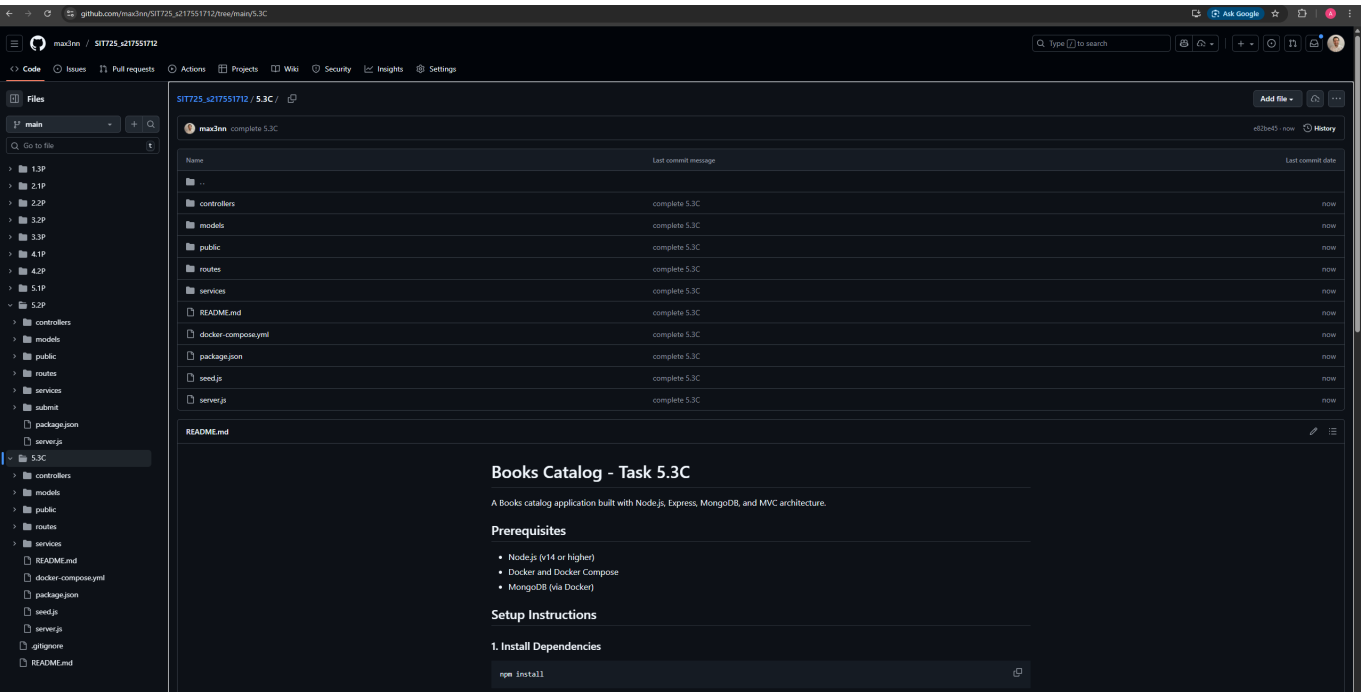 github.com/max3nn/SIT725_s217551712/tree/main/5.3C
Ask Google
A
max3nn / SIT725_s217551712
Type / to search
Code Issues Pull requests Actions Projects Wiki Security Insights Settings
Files
SIT725_s217551712 / 5.3C /
Add file
main
max3nn complete 5.3C
e82be45 · now History
Go to file t
Name Last commit message Last commit date
1.3P
..
2.1P
controllers complete 5.3C now
2.2P
models complete 5.3C now
3.2P
public complete 5.3C now
3.3P
routes complete 5.3C now
4.1P
services complete 5.3C now
4.2P
README.md complete 5.3C now
5.1P
docker-compose.yml complete 5.3C now
5.2P
package.json complete 5.3C now
controllers
seed.js complete 5.3C now
models
server.js complete 5.3C now
public
routes
services
submit
package.json
server.js
5.3C
controllers
models
public
routes
services
README.md
docker-compose.yml
package.json
seed.js
server.js
.gitignore
README.md
README.md
Books Catalog - Task 5.3C
A Books catalog application built with Node.js, Express, MongoDB, and MVC architecture.
Prerequisites
• Node.js (v14 or higher)
• Docker and Docker Compose
• MongoDB (via Docker)
Setup Instructions
1. Install Dependencies
npm install